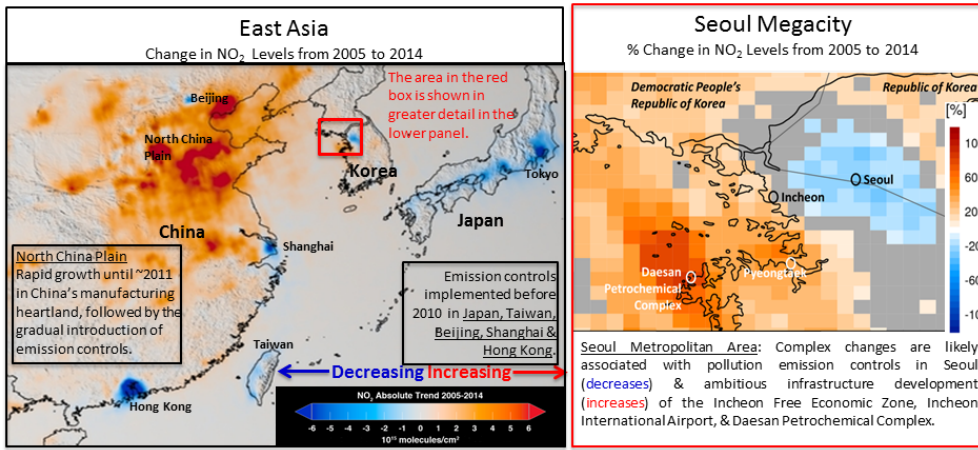 East Asia
Change in NO₂ Levels from 2005 to 2014
Beijing
North China
Plain
The area in the red
box is shown in
greater detail in the
lower panel.
Korea
Tokyo
Japan
China
Shanghai
North China Plain
Rapid growth until ~2011
in China's manufacturing
heartland, followed by the
gradual introduction of
emission controls.
Emission controls
implemented before
2010 in Japan, Taiwan,
Beijing, Shanghai &
Hong Kong.
Taiwan
Hong Kong
Decreasing Increasing
NO₂ Absolute Trend 2005-2014
-6 -5 -4 -3 -2 -1 0 1 2 3 4 5 6
10¹⁵ molecules/cm²
Seoul Megacity
% Change in NO₂ Levels from 2005 to 2014
Democratic People's
Republic of Korea
Republic of Korea
[%]
Seoul
Incheon
Daesan
Petrochemical
Complex
Pyeongtaek
Seoul Metropolitan Area: Complex changes are likely
associated with pollution emission controls in Seoul
(decreases) & ambitious infrastructure development
(increases) of the Incheon Free Economic Zone, Incheon
International Airport, & Daesan Petrochemical Complex.